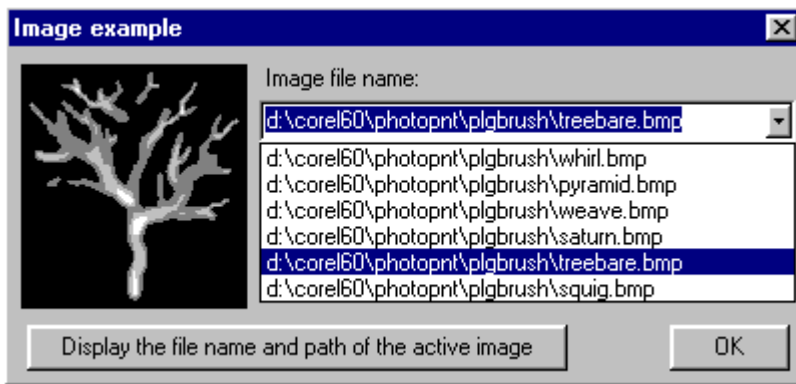 Image example
Image file name:
d:\corel60\photopnt\plgbrush\treebare.bmp
d:\corel60\photopnt\plgbrush\whirl.bmp
d:\corel60\photopnt\plgbrush\pyramid.bmp
d:\corel60\photopnt\plgbrush\weave.bmp
d:\corel60\photopnt\plgbrush\saturn.bmp
d:\corel60\photopnt\plgbrush\treebare.bmp
d:\corel60\photopnt\plgbrush\squig.bmp
Display the file name and path of the active image
OK